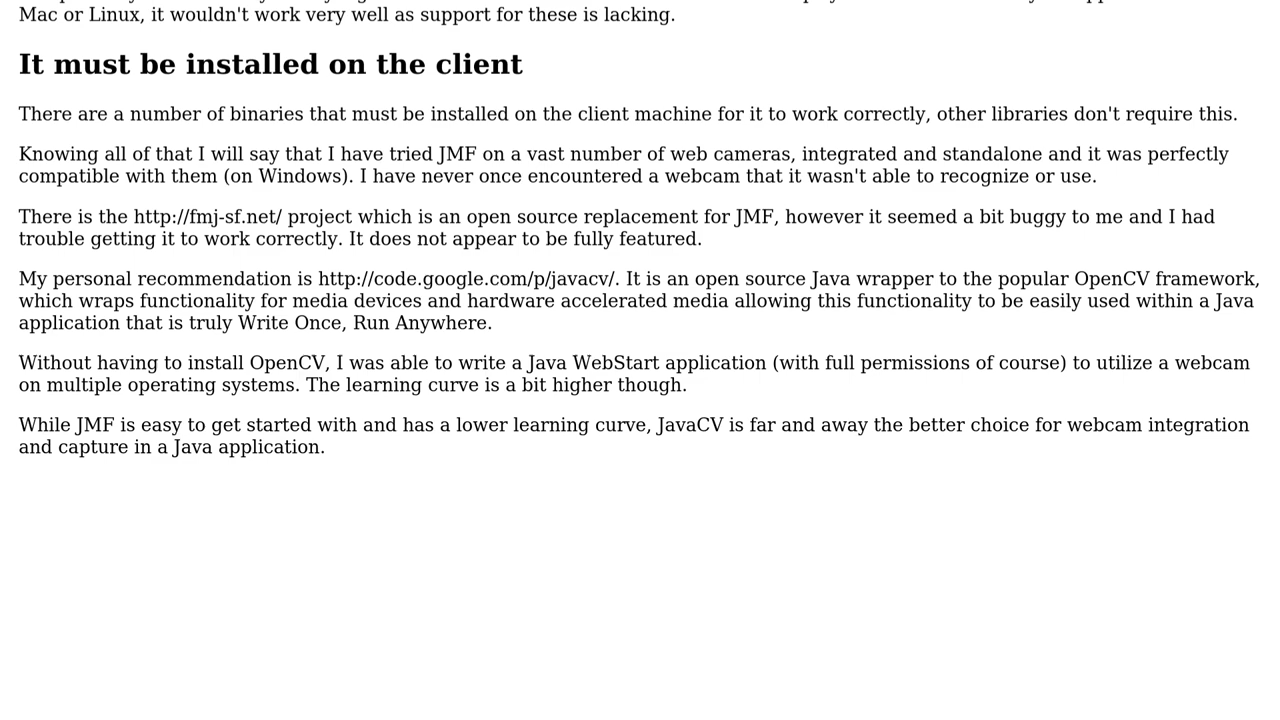 Mac or Linux, it wouldn't work very well as support for these is lacking.
It must be installed on the client
There are a number of binaries that must be installed on the client machine for it to work correctly, other libraries don't require this.
Knowing all of that I will say that I have tried JMF on a vast number of web cameras, integrated and standalone and it was perfectly
compatible with them (on Windows). I have never once encountered a webcam that it wasn't able to recognize or use.
There is the http://fmj-sf.net/ project which is an open source replacement for JMF, however it seemed a bit buggy to me and I had
trouble getting it to work correctly. It does not appear to be fully featured.
My personal recommendation is http://code.google.com/p/javacv/. It is an open source Java wrapper to the popular OpenCV framework,
which wraps functionality for media devices and hardware accelerated media allowing this functionality to be easily used within a Java
application that is truly Write Once, Run Anywhere.
Without having to install OpenCV, I was able to write a Java WebStart application (with full permissions of course) to utilize a webcam
on multiple operating systems. The learning curve is a bit higher though.
While JMF is easy to get started with and has a lower learning curve, JavaCV is far and away the better choice for webcam integration
and capture in a Java application.